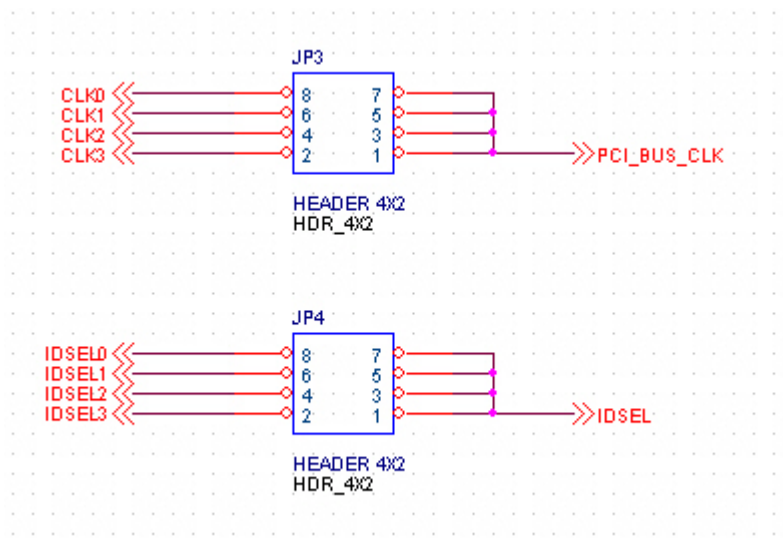 JP3
CLK0 8 7
CLK1 6 5
CLK2 4 3
CLK3 2 1 PCI_BUS_CLK
HEADER 4X2
HDR_4X2
JP4
IDSEL0 8 7
IDSEL1 6 5
IDSEL2 4 3
IDSEL3 2 1 IDSEL
HEADER 4X2
HDR_4X2